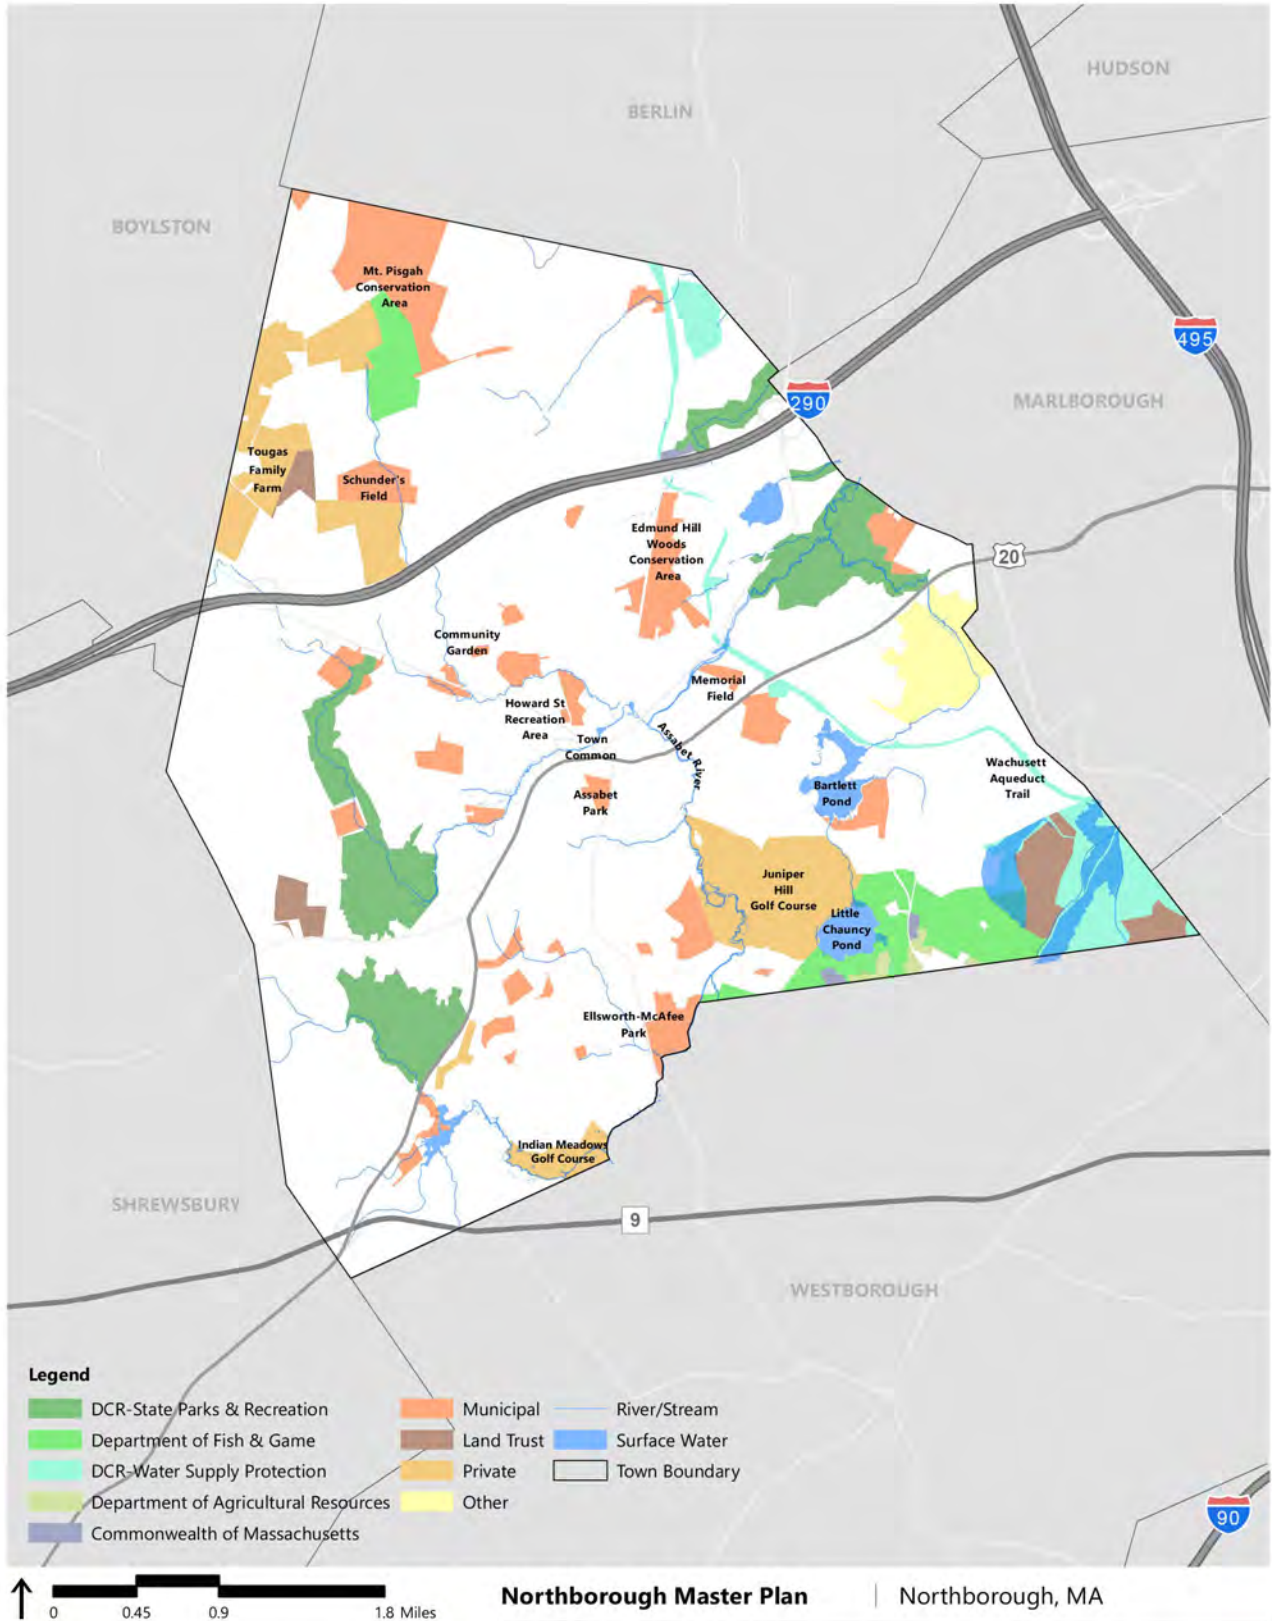 HUDSON
BERLIN
BOYLSTON
Mt. Pisgah
Conservation
Area
495
290
MARLBOROUGH
Tougas
Family
Farm
Schunder's
Field
Edmund Hill
Woods
Conservation
Area
20
Community
Garden
Memorial
Field
Howard St
Recreation
Area
Town
Common
Assabet River
Wachusett
Aqueduct
Trail
Bartlett
Pond
Assabet
Park
Juniper
Hill
Golf Course
Little
Chauncy
Pond
Ellsworth-McAfee
Park
Indian Meadows
Golf Course
SHREWSBURY
9
WESTBOROUGH
Legend
DCR-State Parks & Recreation
Department of Fish & Game
DCR-Water Supply Protection
Department of Agricultural Resources
Commonwealth of Massachusetts
Municipal
Land Trust
Private
Other
River/Stream
Surface Water
Town Boundary
90
0 0.45 0.9 1.8 Miles
Northborough Master Plan | Northborough, MA